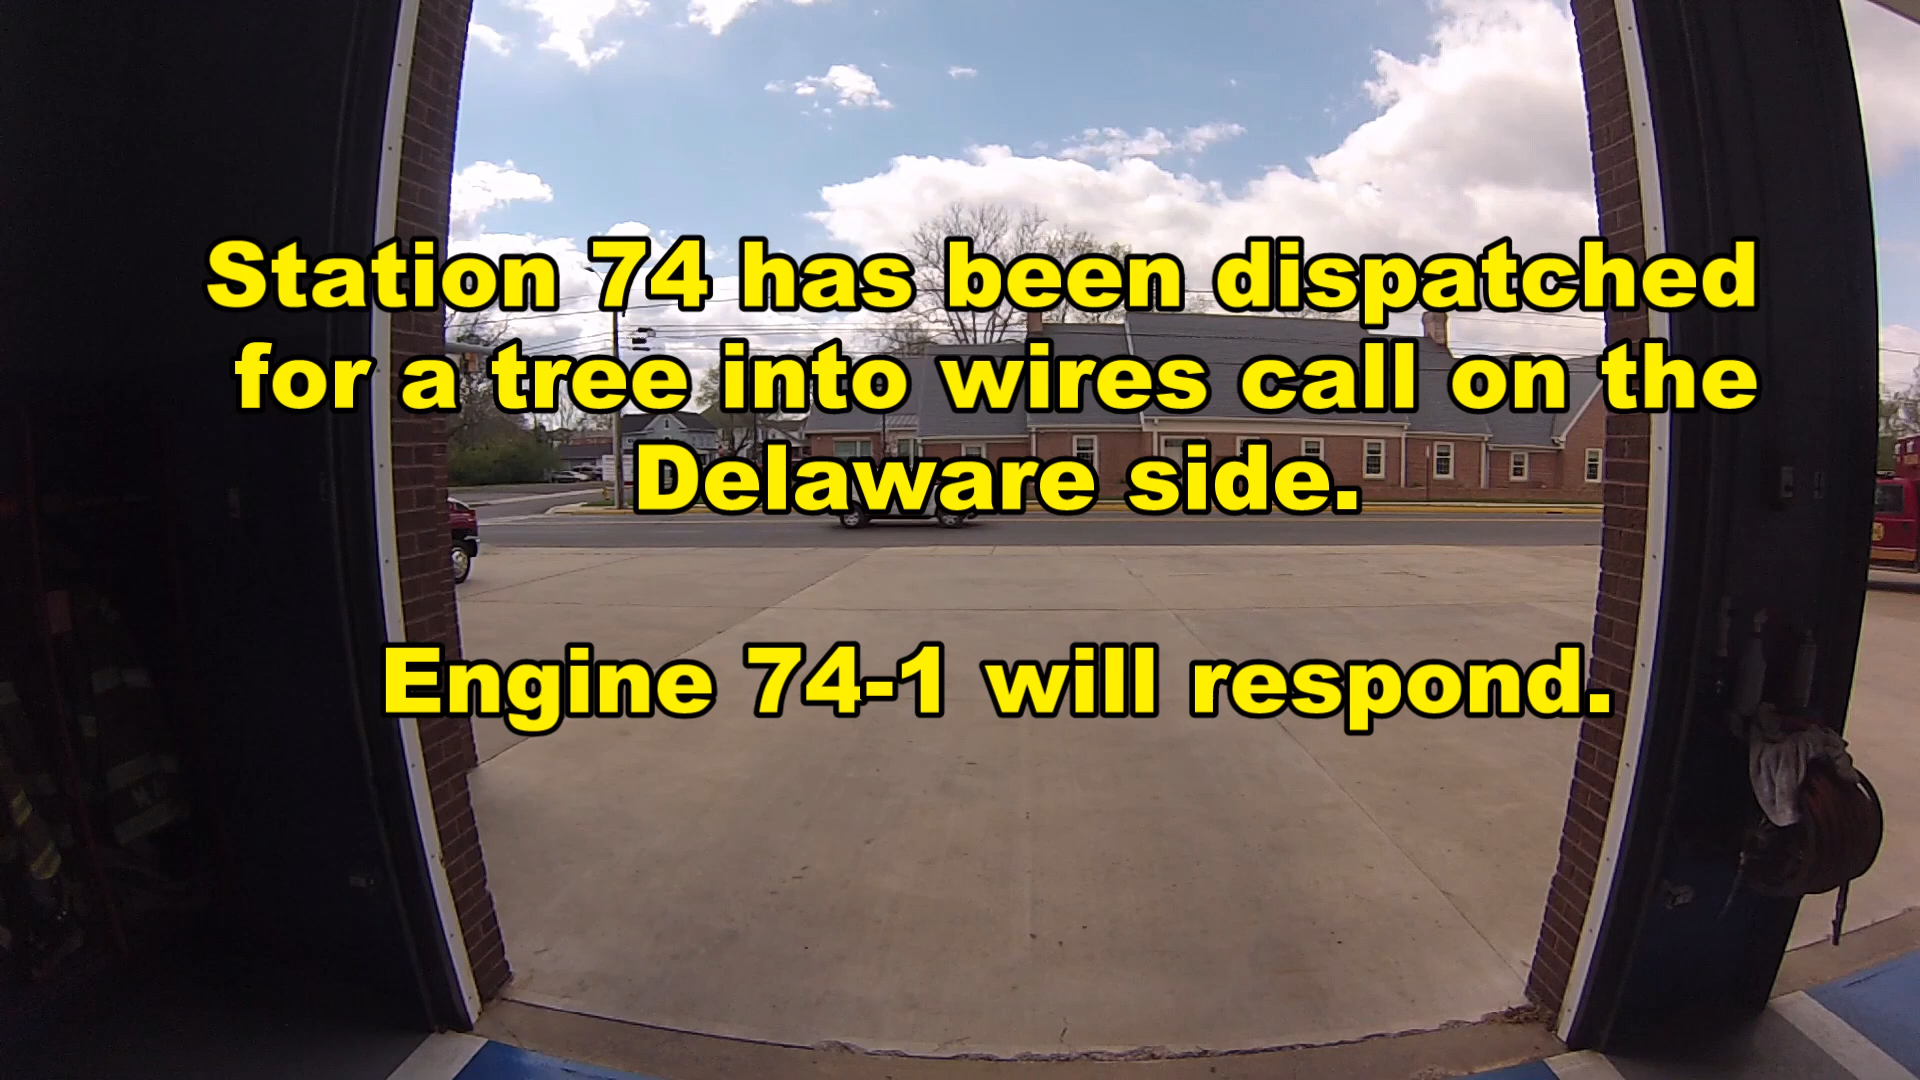 Station 74 has been dispatched
for a tree into wires call on the
Delaware side.
Engine 74-1 will respond.